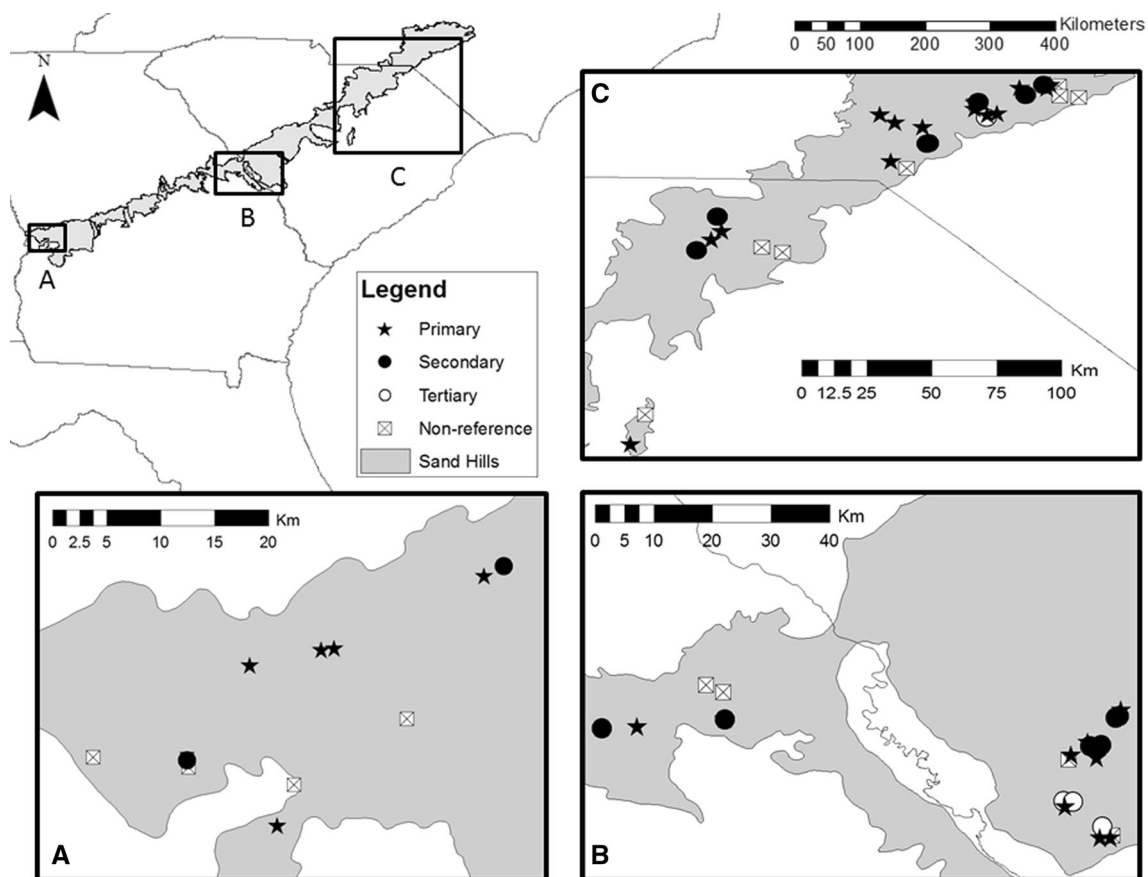 N
A
B
C
Kilometers
0 50 100 200 300 400
Legend
Primary
Secondary
Tertiary
Non-reference
Sand Hills
C
Km
0 12.5 25 50 75 100
Km
0 2.5 5 10 15 20
A
Km
0 5 10 20 30 40
B